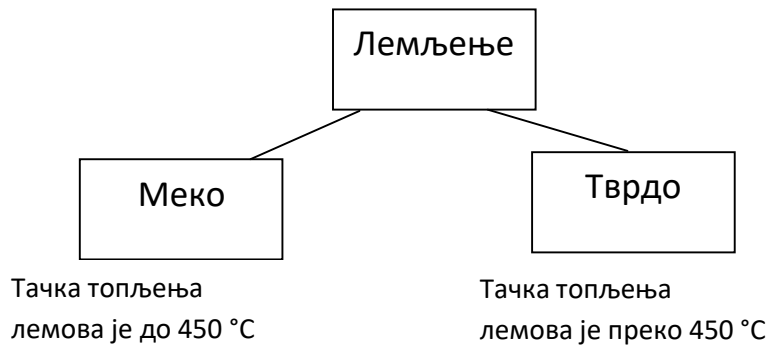 Лемљење
Меко
Тврдо
Тачка топљења
лемова је до 450 °C
Тачка топљења
лемова је преко 450 °C